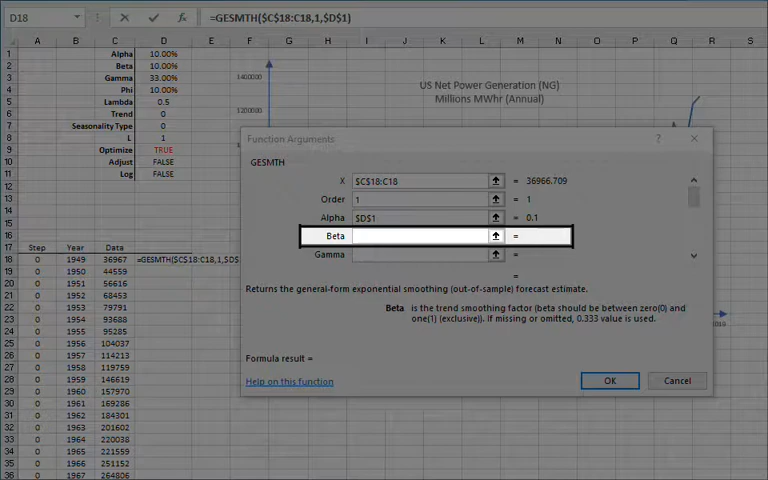 D18 =GESMTH($C$18:C18,1,$D$1)
A B C D E F G H I J K L M N O P Q R S
1 Alpha 10.00%
2 Beta 10.00%
3 Gamma 33.00%
4 Phi 10.00%
5 Lambda 0.5
6 Trend 0
7 Seasonality Type 0
8 L 1
9 Optimize TRUE
10 Adjust FALSE
11 Log FALSE
12
13
14
15
16
17 Step Year Data
18 0 1949 36967 =GESMTH($C$18:C18,1,$D$
19 0 1950 44559
20 0 1951 56616
21 0 1952 68453
22 0 1953 79791
23 0 1954 93688
24 0 1955 95285
25 0 1956 104037
26 0 1957 114213
27 0 1958 119759
28 0 1959 146619
29 0 1960 157970
30 0 1961 169286
31 0 1962 184301
32 0 1963 201602
33 0 1964 220038
34 0 1965 221559
35 0 1966 251152
36 0 1967 264806
1400000
1200000
US Net Power Generation (NG)
Millions MWhr (Annual)
Function Arguments ? ×
GESMTH
X $C$18:C18 = 36966.709
Order 1 = 1
Alpha $D$1 = 0.1
Beta =
Gamma =
=
Returns the general-form exponential smoothing (out-of-sample) forecast estimate.
Beta is the trend smoothing factor (beta should be between zero(0) and
one(1) (exclusive)). If missing or omitted, 0.333 value is used.
Formula result =
Help on this function
OK Cancel